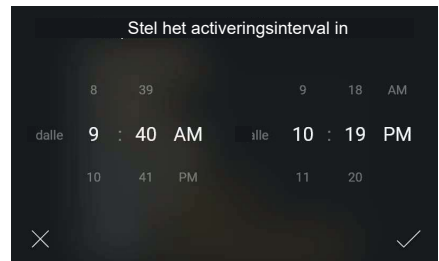 Stel het activeringsinterval in
8 39 9 18 AM
dalle 9 : 40 AM alle 10 : 19 PM
10 41 PM 11 20